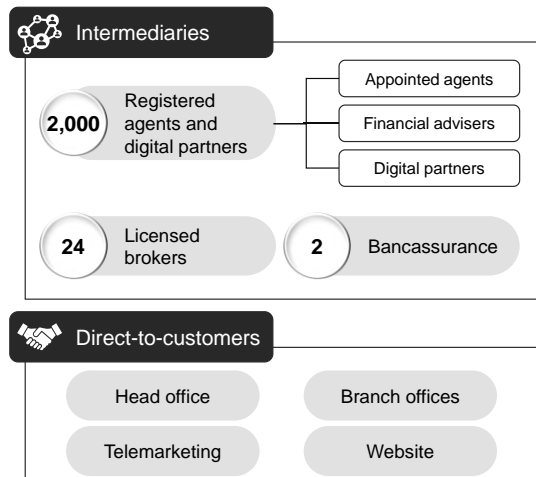 Intermediaries
2,000
Registered
agents and
digital partners
Appointed agents
Financial advisers
Digital partners
24
Licensed
brokers
2
Bancassurance
Direct-to-customers
Head office
Branch offices
Telemarketing
Website